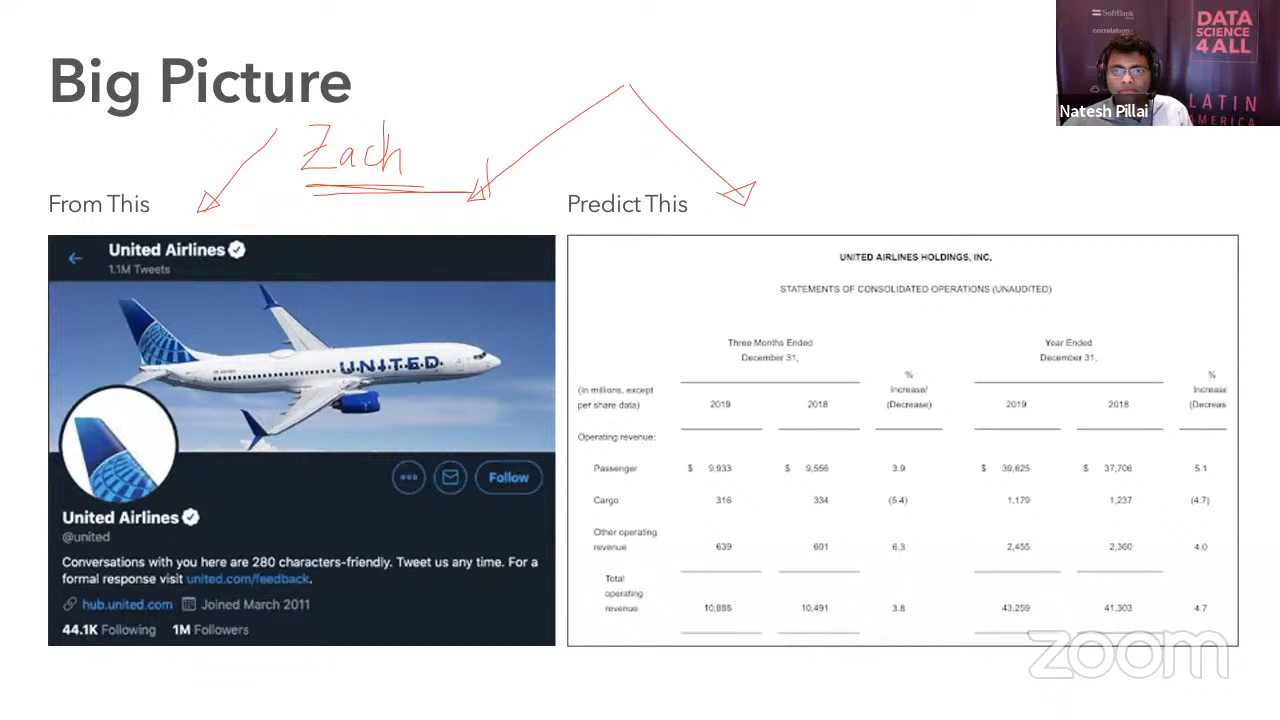 Big Picture
Zach
From This
Predict This
SoftBank
correlation
DATA
SCIENCE
4 ALL
LATIN
AMERICA
Natesh Pillai
United Airlines
1.1M Tweets
UNITED
Follow
United Airlines
@united
Conversations with you here are 280 characters-friendly. Tweet us any time. For a
formal response visit united.com/feedback.
hub.united.com Joined March 2011
44.1K Following 1M Followers
UNITED AIRLINES HOLDINGS, INC,
STATEMENTS OF CONSOLIDATED OPERATIONS (UNAUDITED)
Three Months Ended
December 31,
Year Ended
December 31,
(In millions, except
per share data)
2019 2018 % Increase/ (Decrease) 2019 2018 % Increase (Decreas
Operating revenue:
Passenger $ 9,933 $ 9,556 3.9 $ 39,625 $ 37,706 5.1
Cargo 316 334 (5.4) 1,179 1,237 (4.7)
Other operating
revenue 639 601 6.3 2,455 2,360 4.0
Total
operating
revenue 10,888 10,491 3.8 43,259 41,303 4.7
zoom